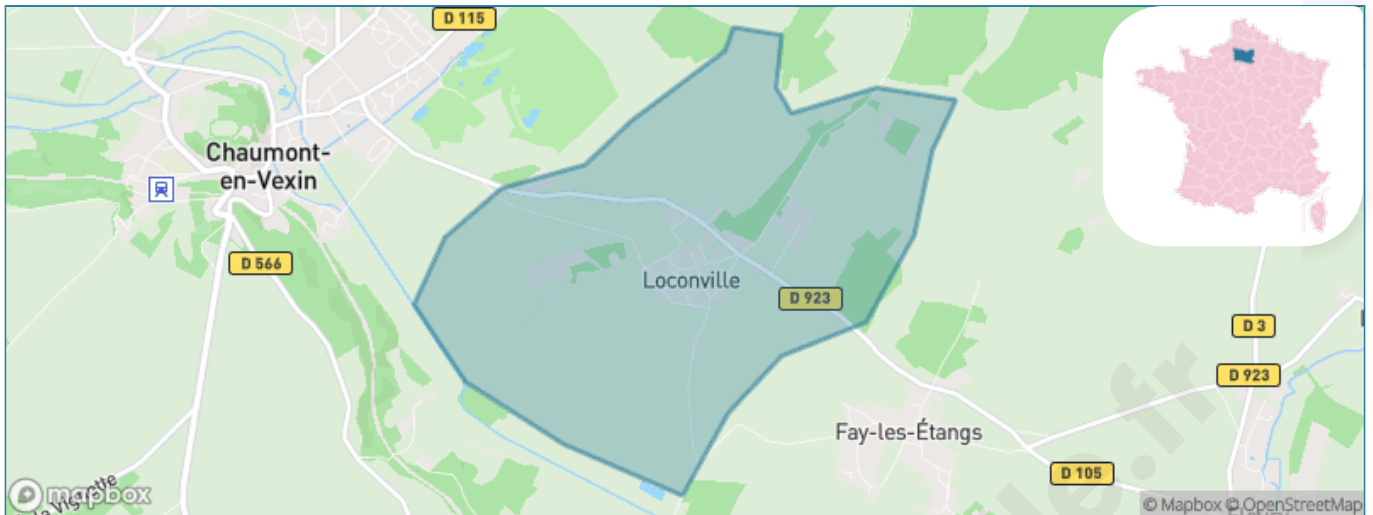 D 115
Chaumont-
en-Vexin
D 566
Loconville
D 923
D 3
D 923
Fay-les-Étangs
D 105
mapbox
© Mapbox © OpenStreetMap